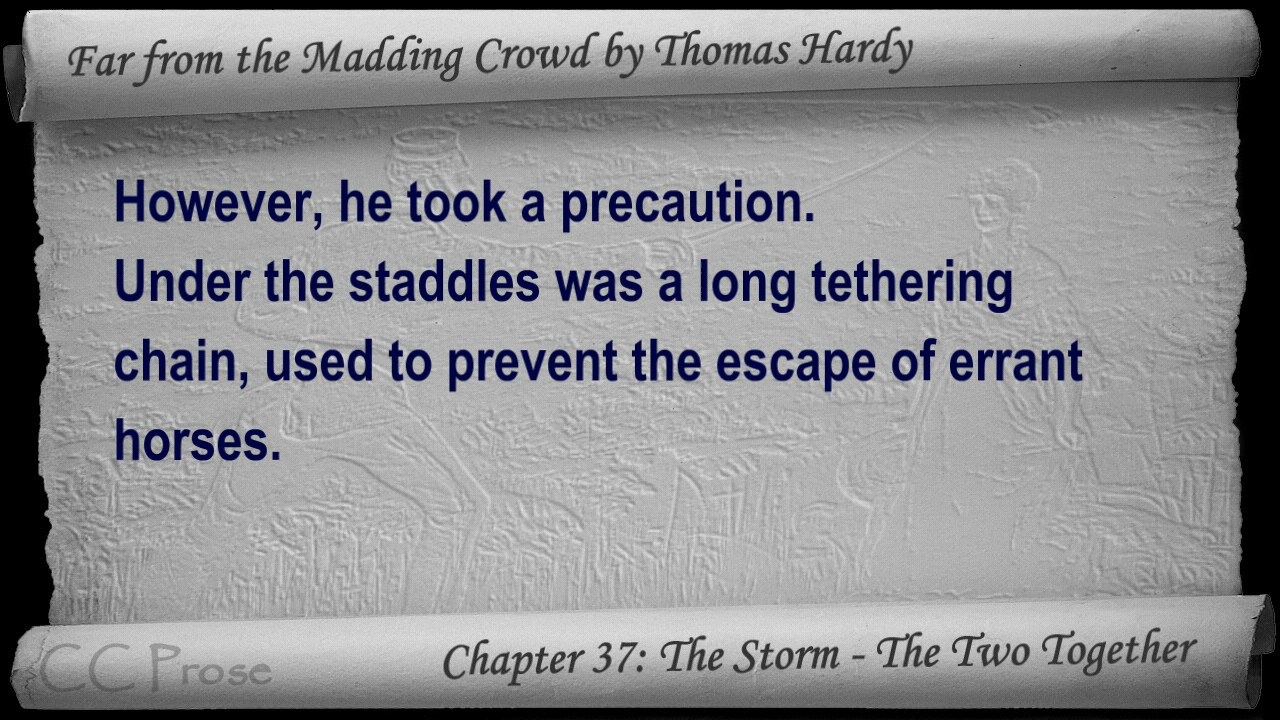 Far from the Madding Crowd by Thomas Hardy
However, he took a precaution.
Under the staddles was a long tethering
chain, used to prevent the escape of errant
horses.
CC Prose
Chapter 37: The Storm - The Two Together